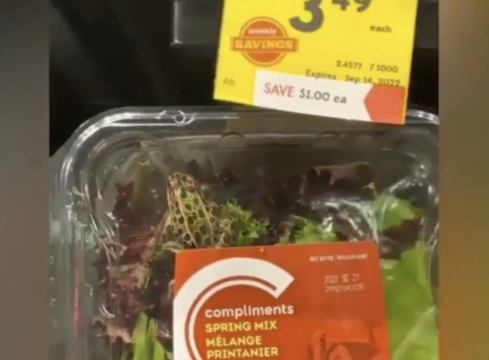 3 49
each
weekly
SAVINGS
2.4577 / 100G
Expires Sep 14, 2022
AD
SAVE $1.00 ea
compliments
SPRING MIX
MÉLANGE
PRINTANIER